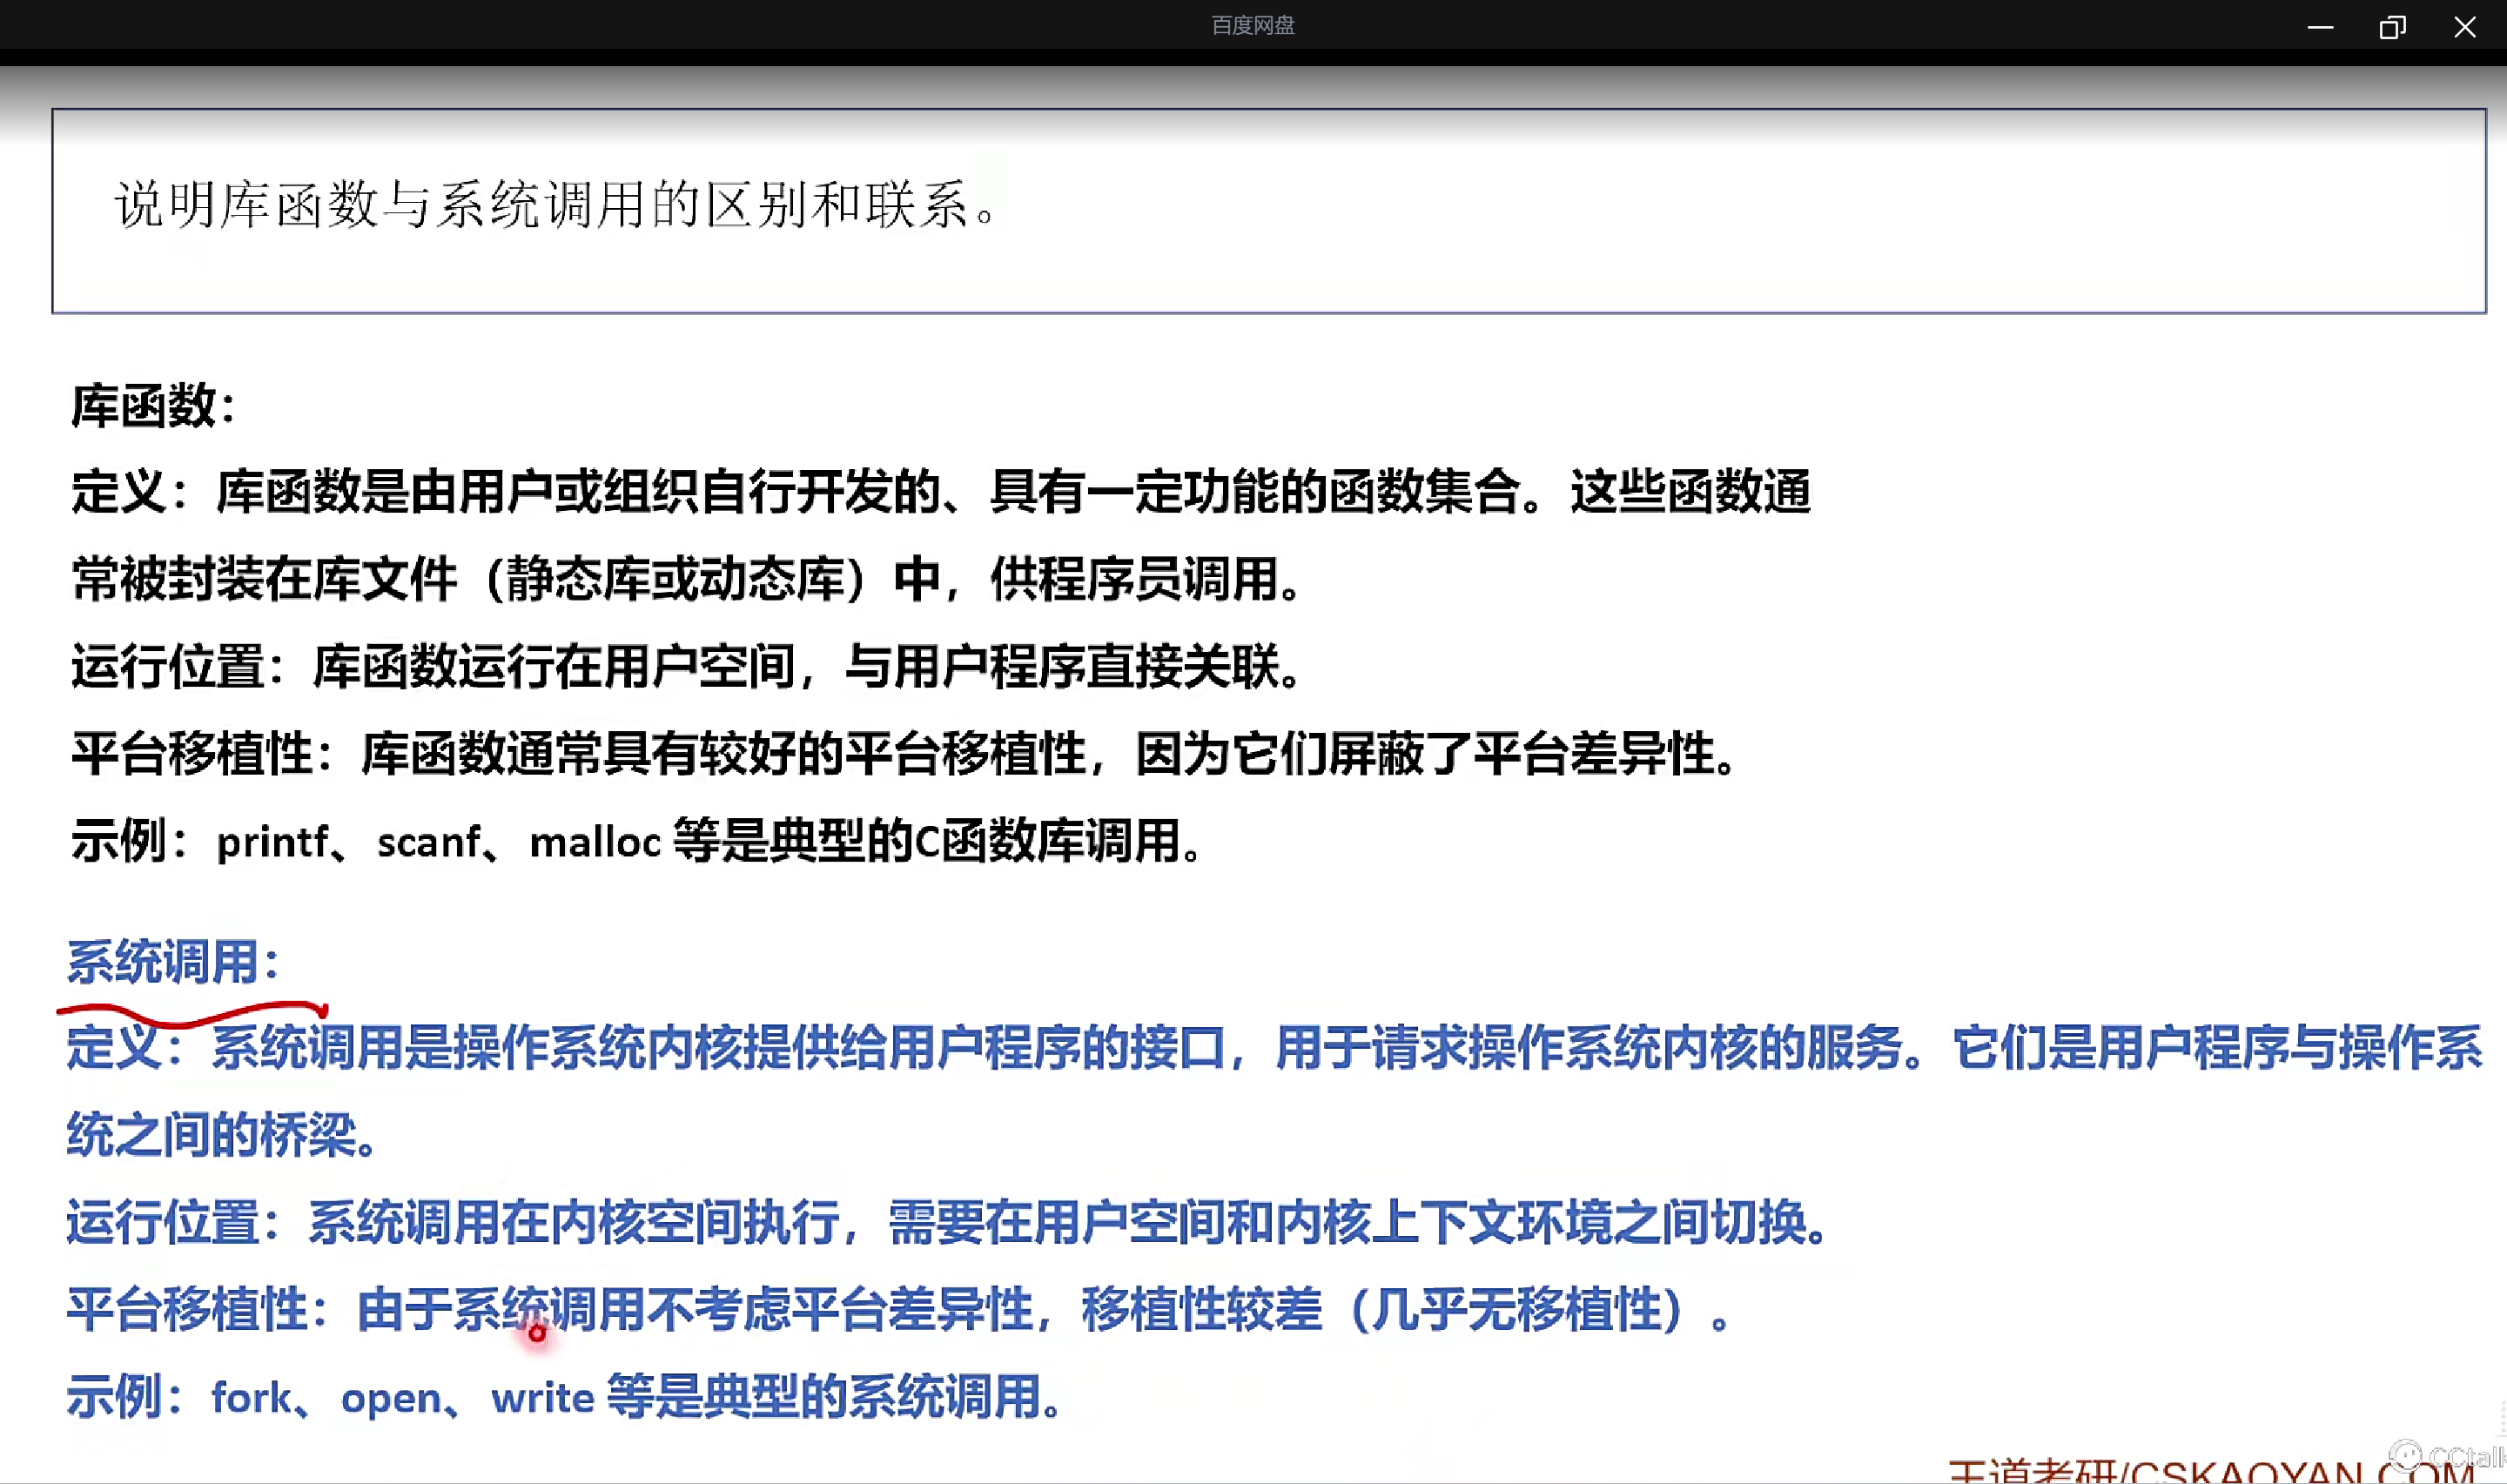 百度网盘
说明库函数与系统调用的区别和联系。
库函数：
定义：库函数是由用户或组织自行开发的、具有一定功能的函数集合。这些函数通
常被封装在库文件（静态库或动态库）中，供程序员调用。
运行位置：库函数运行在用户空间，与用户程序直接关联。
平台移植性：库函数通常具有较好的平台移植性，因为它们屏蔽了平台差异性。
示例：printf、scanf、malloc 等是典型的C函数库调用。
系统调用：
定义：系统调用是操作系统内核提供给用户程序的接口，用于请求操作系统内核的服务。它们是用户程序与操作系
统之间的桥梁。
运行位置：系统调用在内核空间执行，需要在用户空间和内核上下文环境之间切换。
平台移植性：由于系统调用不考虑平台差异性，移植性较差（几乎无移植性）。
示例：fork、open、write 等是典型的系统调用。
王道考研/CSKAOYAN.COM
CCtalk